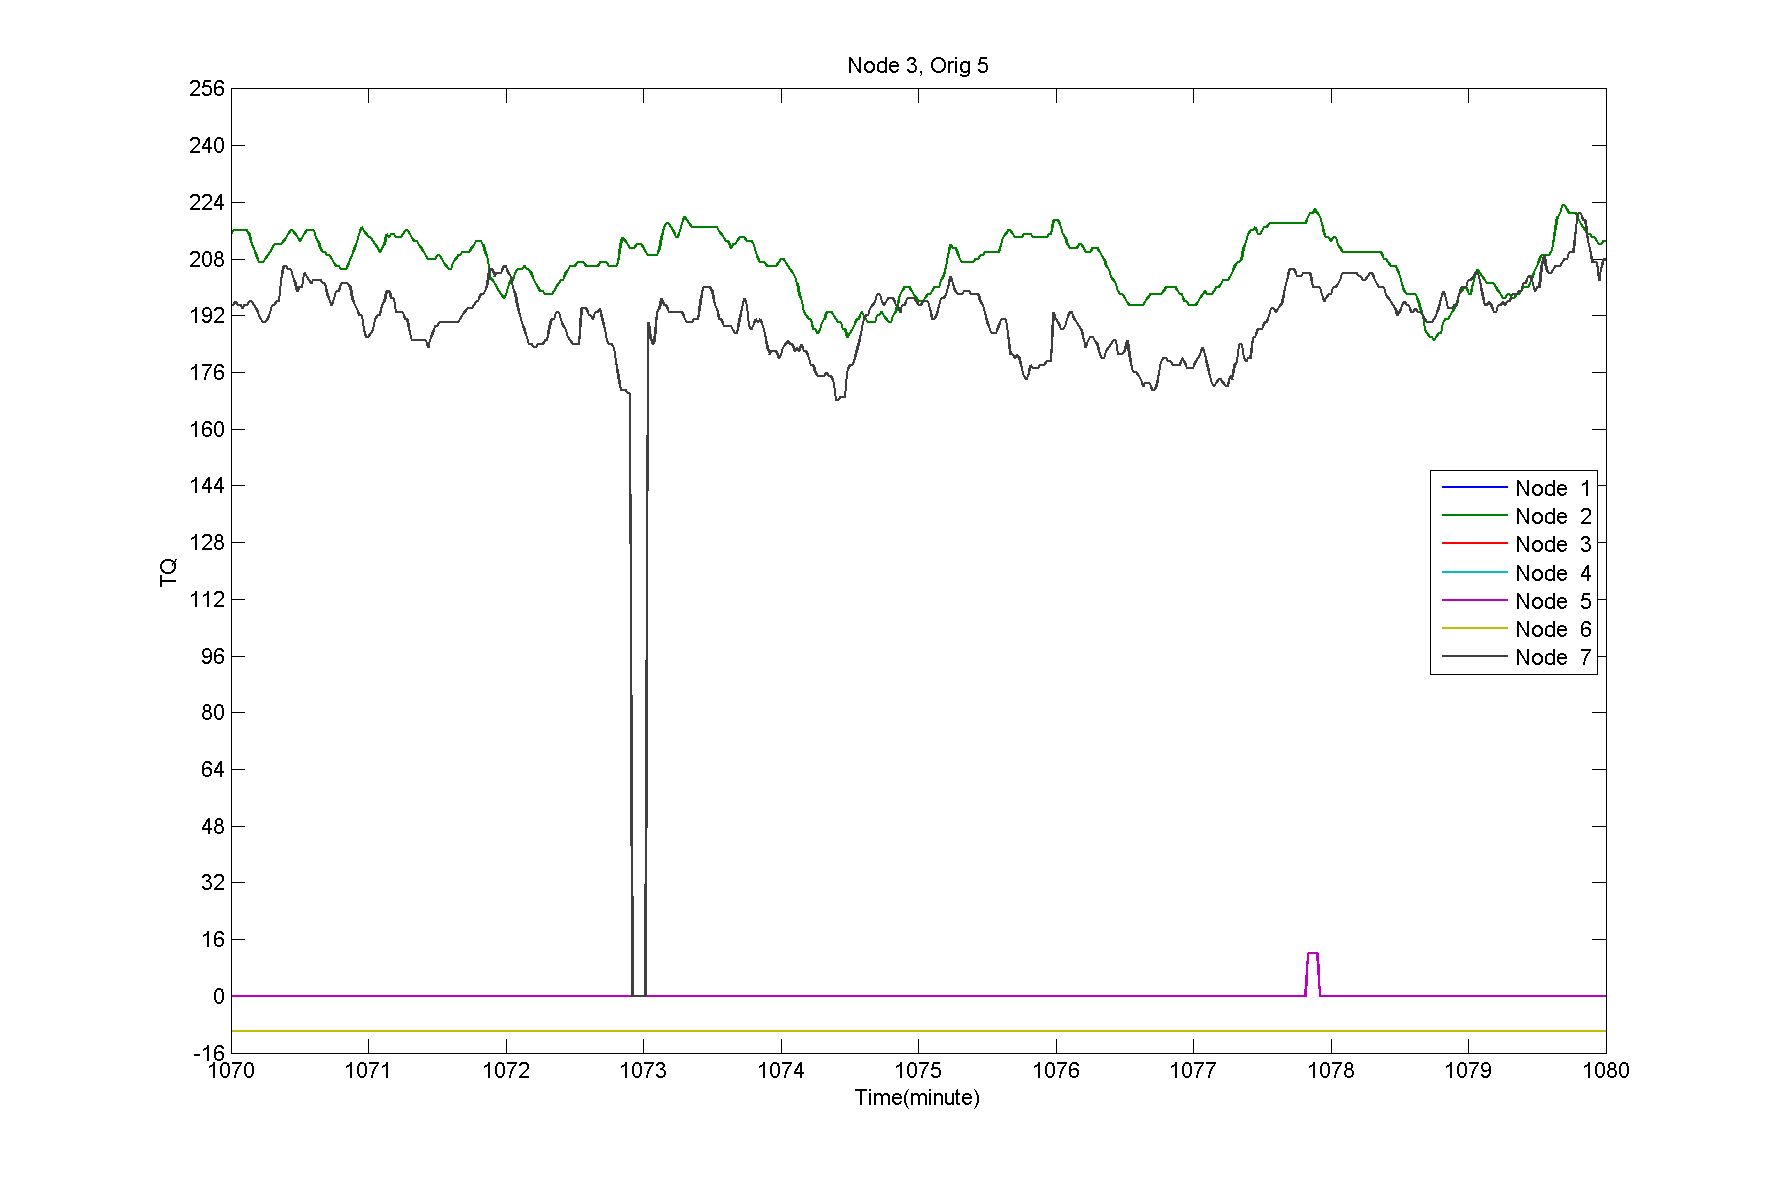 Node 3, Orig 5
256
240
224
208
192
176
160
144
128
112
96
80
64
48
32
16
0
-16
TQ
Node 1
Node 2
Node 3
Node 4
Node 5
Node 6
Node 7
1070 1071 1072 1073 1074 1075 1076 1077 1078 1079 1080
Time(minute)